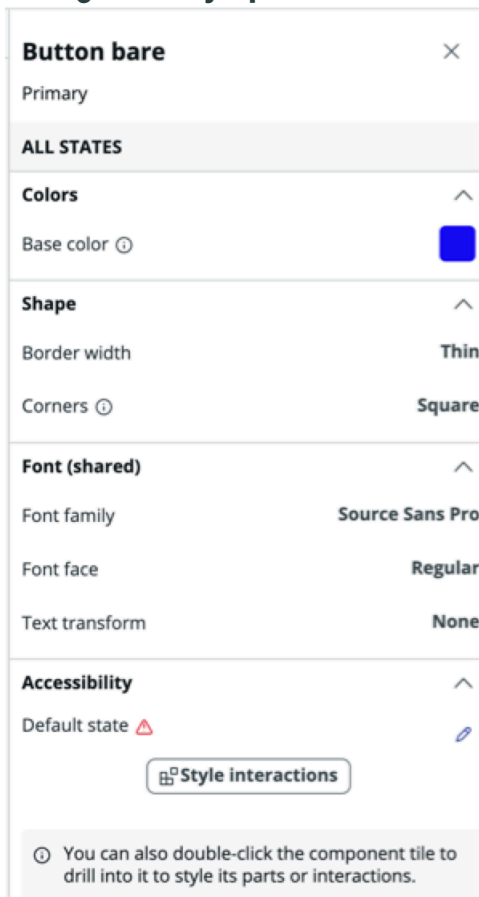 Button bare
Primary
ALL STATES
Colors
Base color
Shape
Border width Thin
Corners Square
Font (shared)
Font family Source Sans Pro
Font face Regular
Text transform None
Accessibility
Default state
Style interactions
You can also double-click the component tile to
drill into it to style its parts or interactions.